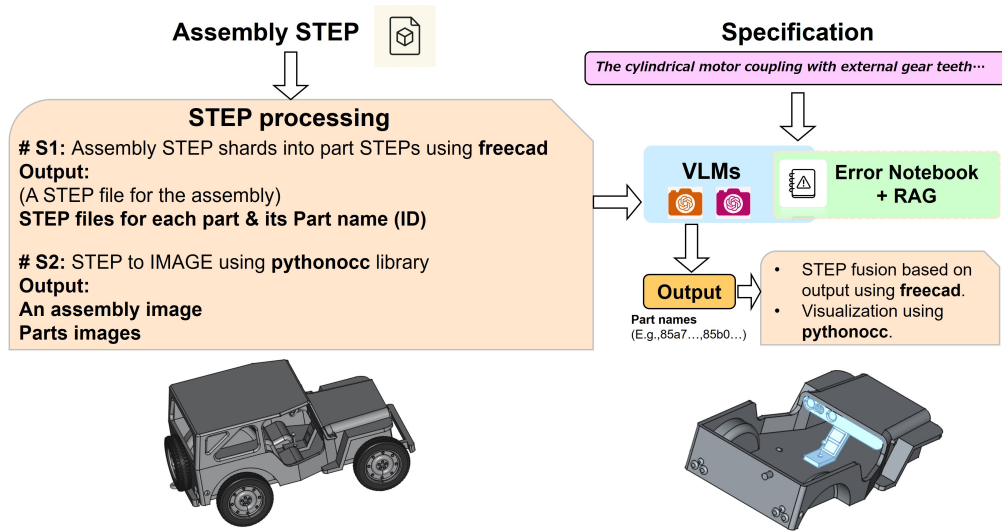 Assembly STEP
STEP processing
# S1: Assembly STEP shards into part STEPs using freecad
Output:
(A STEP file for the assembly)
STEP files for each part & its Part name (ID)
# S2: STEP to IMAGE using pythonocc library
Output:
An assembly image
Parts images
Specification
The cylindrical motor coupling with external gear teeth⋯
VLMs
Error Notebook
+ RAG
Output
Part names
(E.g.,85a7…,85b0…)
• STEP fusion based on
output using freecad.
• Visualization using
pythonocc.